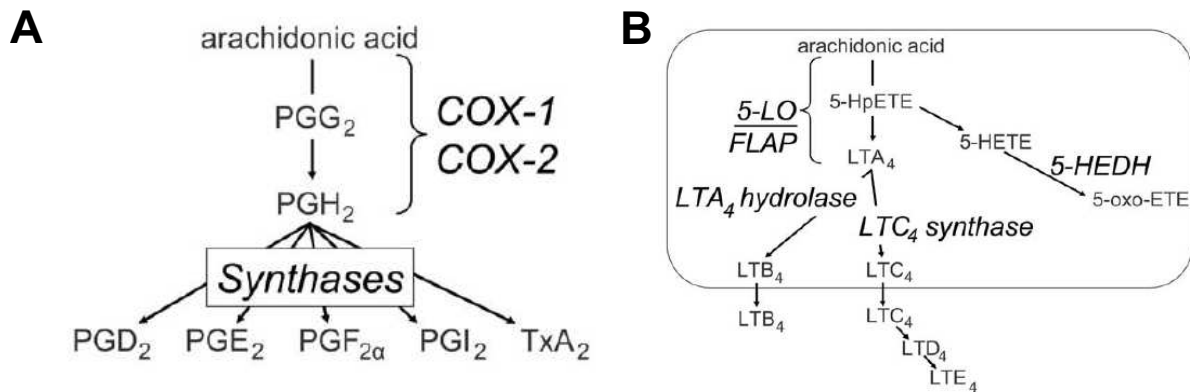 A
arachidonic acid
PGG₂
PGH₂
COX-1
COX-2
Synthases
PGD₂ PGE₂ PGF₂α PGI₂ TxA₂
B
arachidonic acid
5-HpETE
5-LO
FLAP
LTA₄
5-HETE
5-HEDH
5-oxo-ETE
LTA₄ hydrolase
LTC₄ synthase
LTB₄ LTC₄
LTB₄ LTC₄
LTD₄
LTE₄